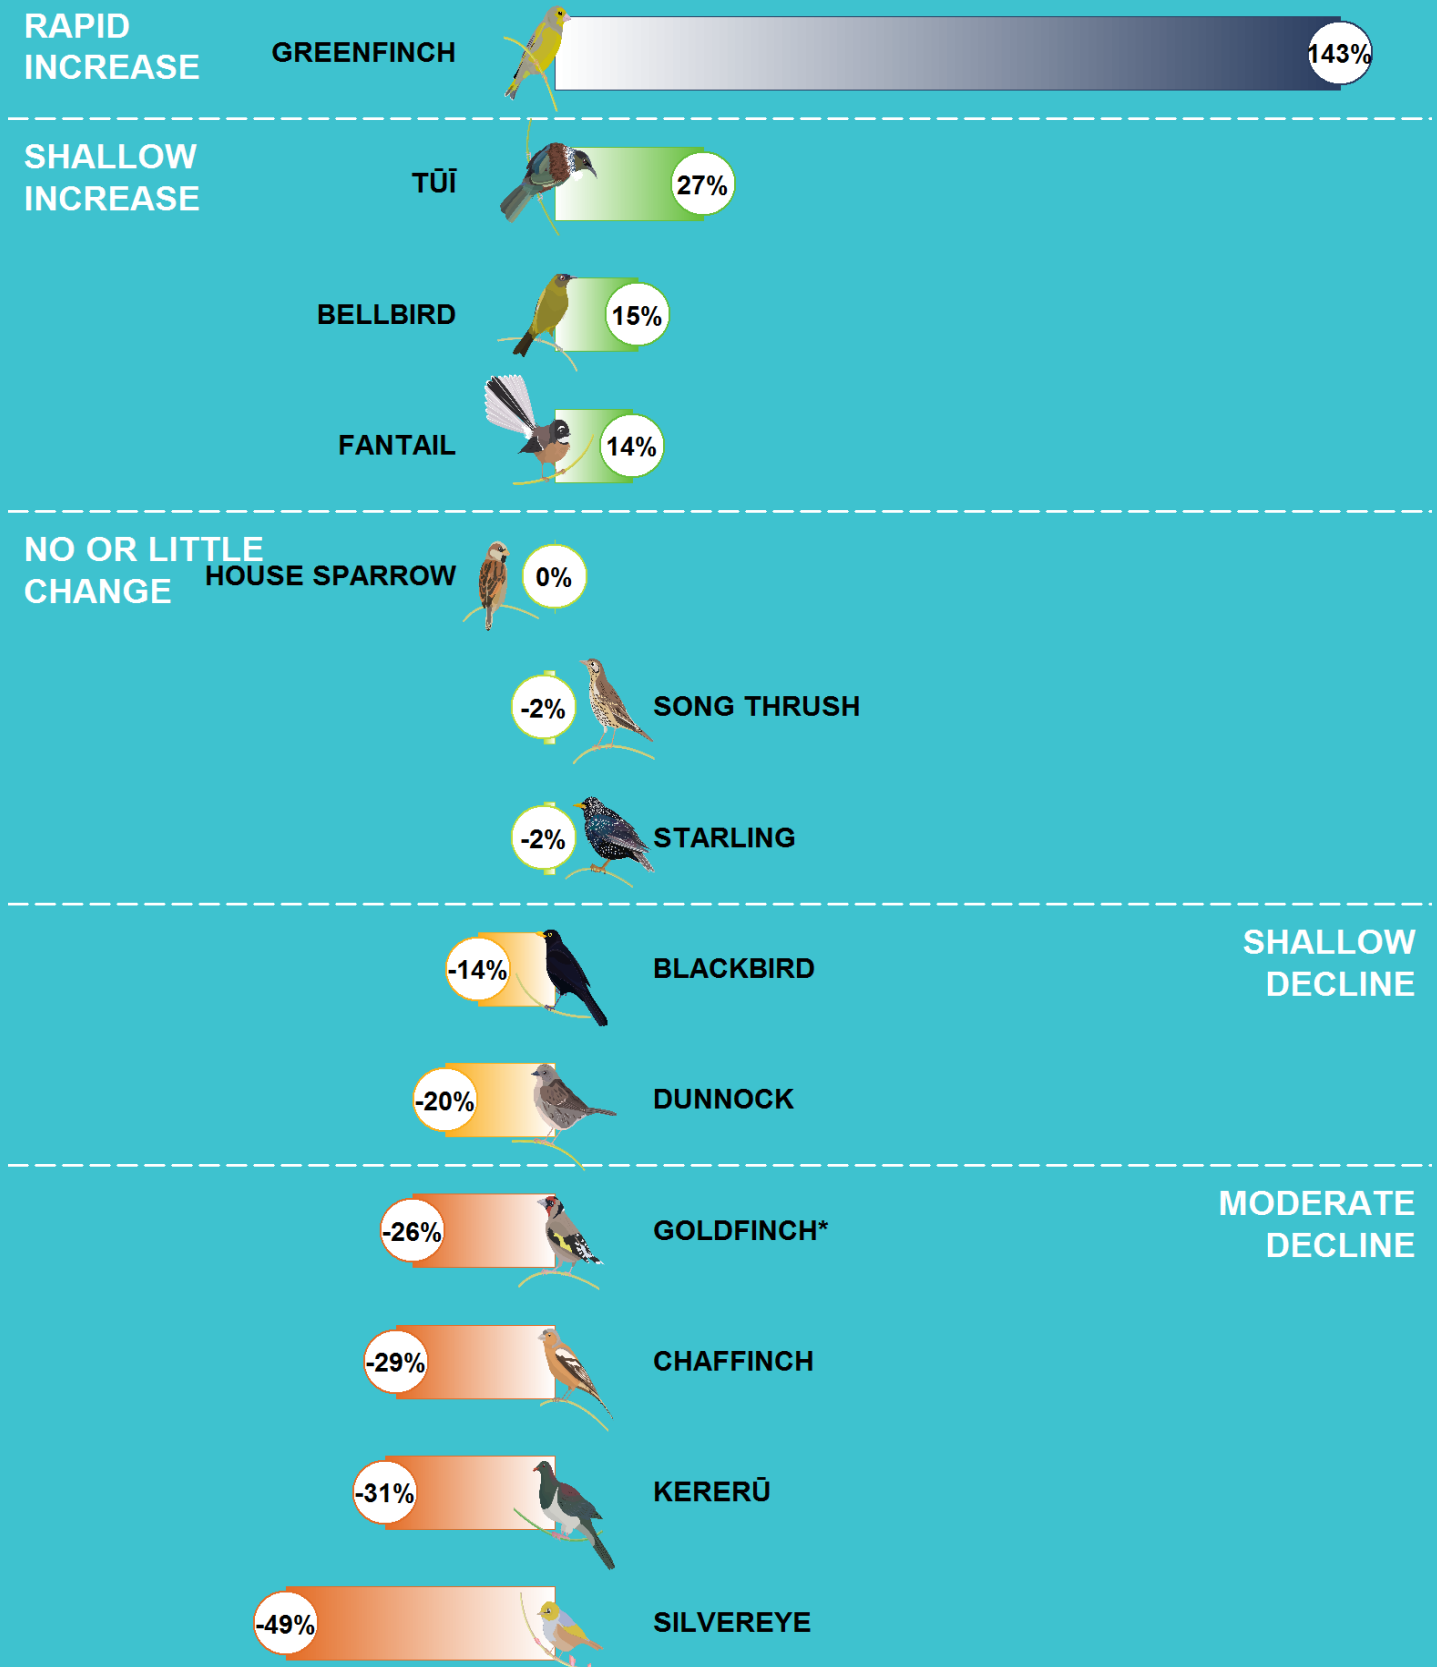 RAPID
INCREASE
GREENFINCH
143%
SHALLOW
INCREASE
TŪĪ
27%
BELLBIRD
15%
FANTAIL
14%
NO OR LITTLE
CHANGE
HOUSE SPARROW
0%
-2%
SONG THRUSH
-2%
STARLING
-14%
BLACKBIRD
SHALLOW
DECLINE
-20%
DUNNOCK
-26%
GOLDFINCH*
MODERATE
DECLINE
-29%
CHAFFINCH
-31%
KERERŪ
-49%
SILVEREYE